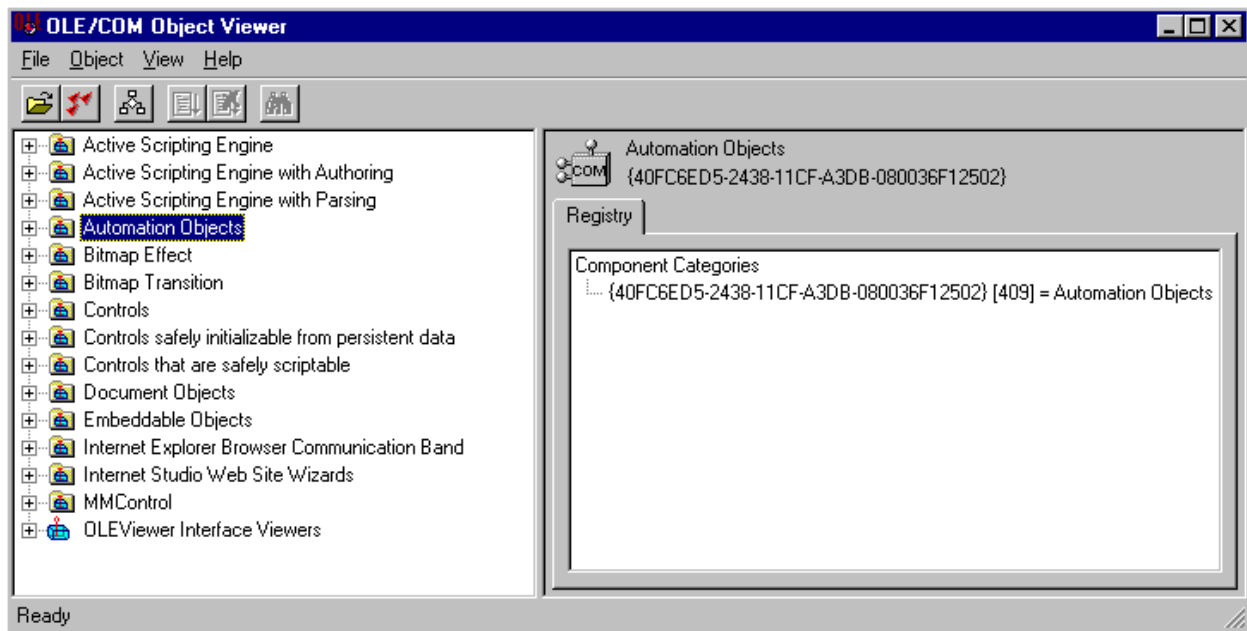 OLE/COM Object Viewer
File Object View Help
Active Scripting Engine
Active Scripting Engine with Authoring
Active Scripting Engine with Parsing
Automation Objects
Bitmap Effect
Bitmap Transition
Controls
Controls safely initializable from persistent data
Controls that are safely scriptable
Document Objects
Embeddable Objects
Internet Explorer Browser Communication Band
Internet Studio Web Site Wizards
MMControl
OLEViewer Interface Viewers
COM
Automation Objects
{40FC6ED5-2438-11CF-A3DB-080036F12502}
Registry
Component Categories
{40FC6ED5-2438-11CF-A3DB-080036F12502} [409] = Automation Objects
Ready